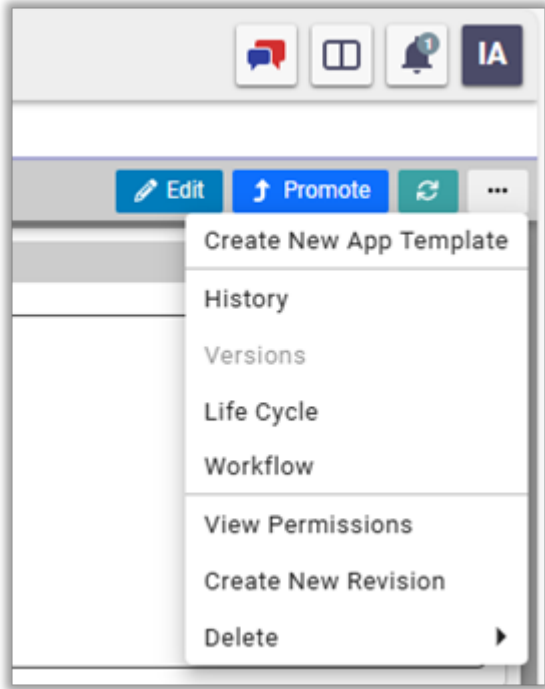 1
IA
Edit
Promote
...
Create New App Template
History
Versions
Life Cycle
Workflow
View Permissions
Create New Revision
Delete